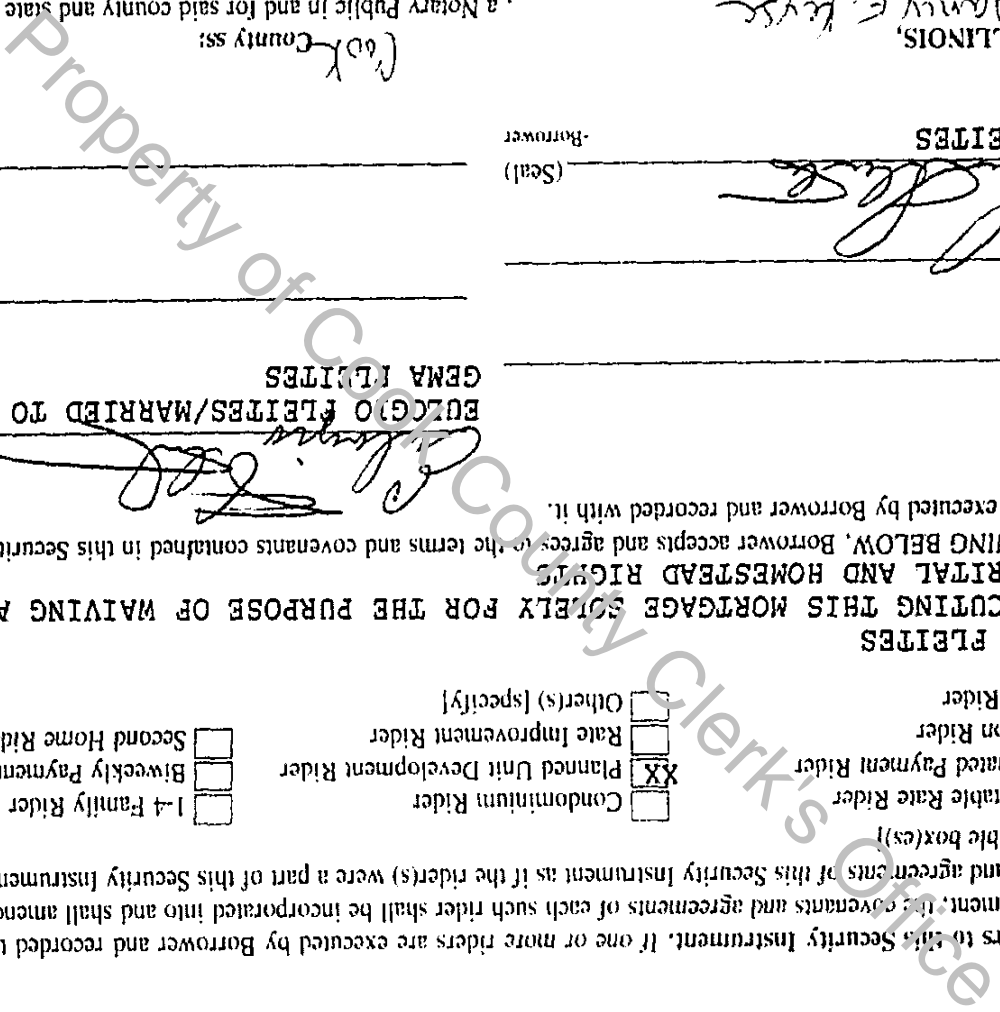 rs to this Security Instrument. If one or more riders are executed by Borrower and recorded t
ment, the covenants and agreements of each such rider shall be incorporated into and shall amend
and agreements of this Security Instrument as if the rider(s) were a part of this Security Instrumen
ble box(es)]
table Rate Rider Condominium Rider 1-4 Family Rider
ated Payment Rider XX Planned Unit Development Rider Biweekly Payment
on Rider Rate Improvement Rider Second Home Rid
Rider Other(s) [specify]
FLEITES
CUTING THIS MORTGAGE SOLELY FOR THE PURPOSE OF WAIVING A
RITAL AND HOMESTEAD RIGHTS
NING BELOW, Borrower accepts and agrees to the terms and covenants contained in this Securit
executed by Borrower and recorded with it.
Eulogio
EULOGIO FLEITES/MARRIED TO
GEMA FLEITES
(Seal)
EITES -Borrower
LLINOIS, Cook County ss:
, a Notary Public in and for said county and state
Property of Cook County Clerk's Office